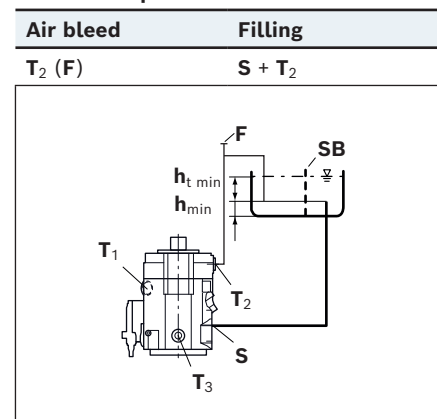 Air bleed Filling
T2 (F) S + T2
F
SB
ht min
hmin
T1
T2
S
T3